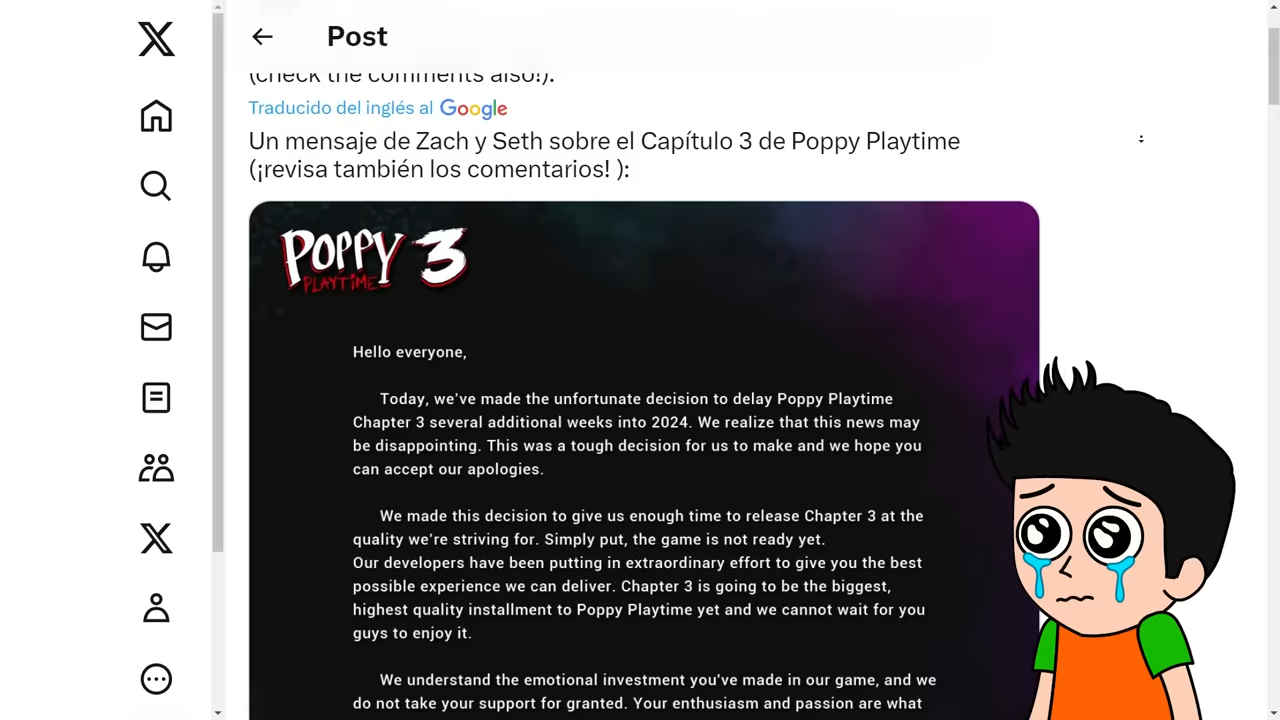 Post
(check the comments also!).
Traducido del inglés al Google
Un mensaje de Zach y Seth sobre el Capítulo 3 de Poppy Playtime
(¡revisa también los comentarios! ):
POPPY 3
PLAYTIME
Hello everyone,
Today, we've made the unfortunate decision to delay Poppy Playtime
Chapter 3 several additional weeks into 2024. We realize that this news may
be disappointing. This was a tough decision for us to make and we hope you
can accept our apologies.
We made this decision to give us enough time to release Chapter 3 at the
quality we're striving for. Simply put, the game is not ready yet.
Our developers have been putting in extraordinary effort to give you the best
possible experience we can deliver. Chapter 3 is going to be the biggest,
highest quality installment to Poppy Playtime yet and we cannot wait for you
guys to enjoy it.
We understand the emotional investment you've made in our game, and we
do not take your support for granted. Your enthusiasm and passion are what